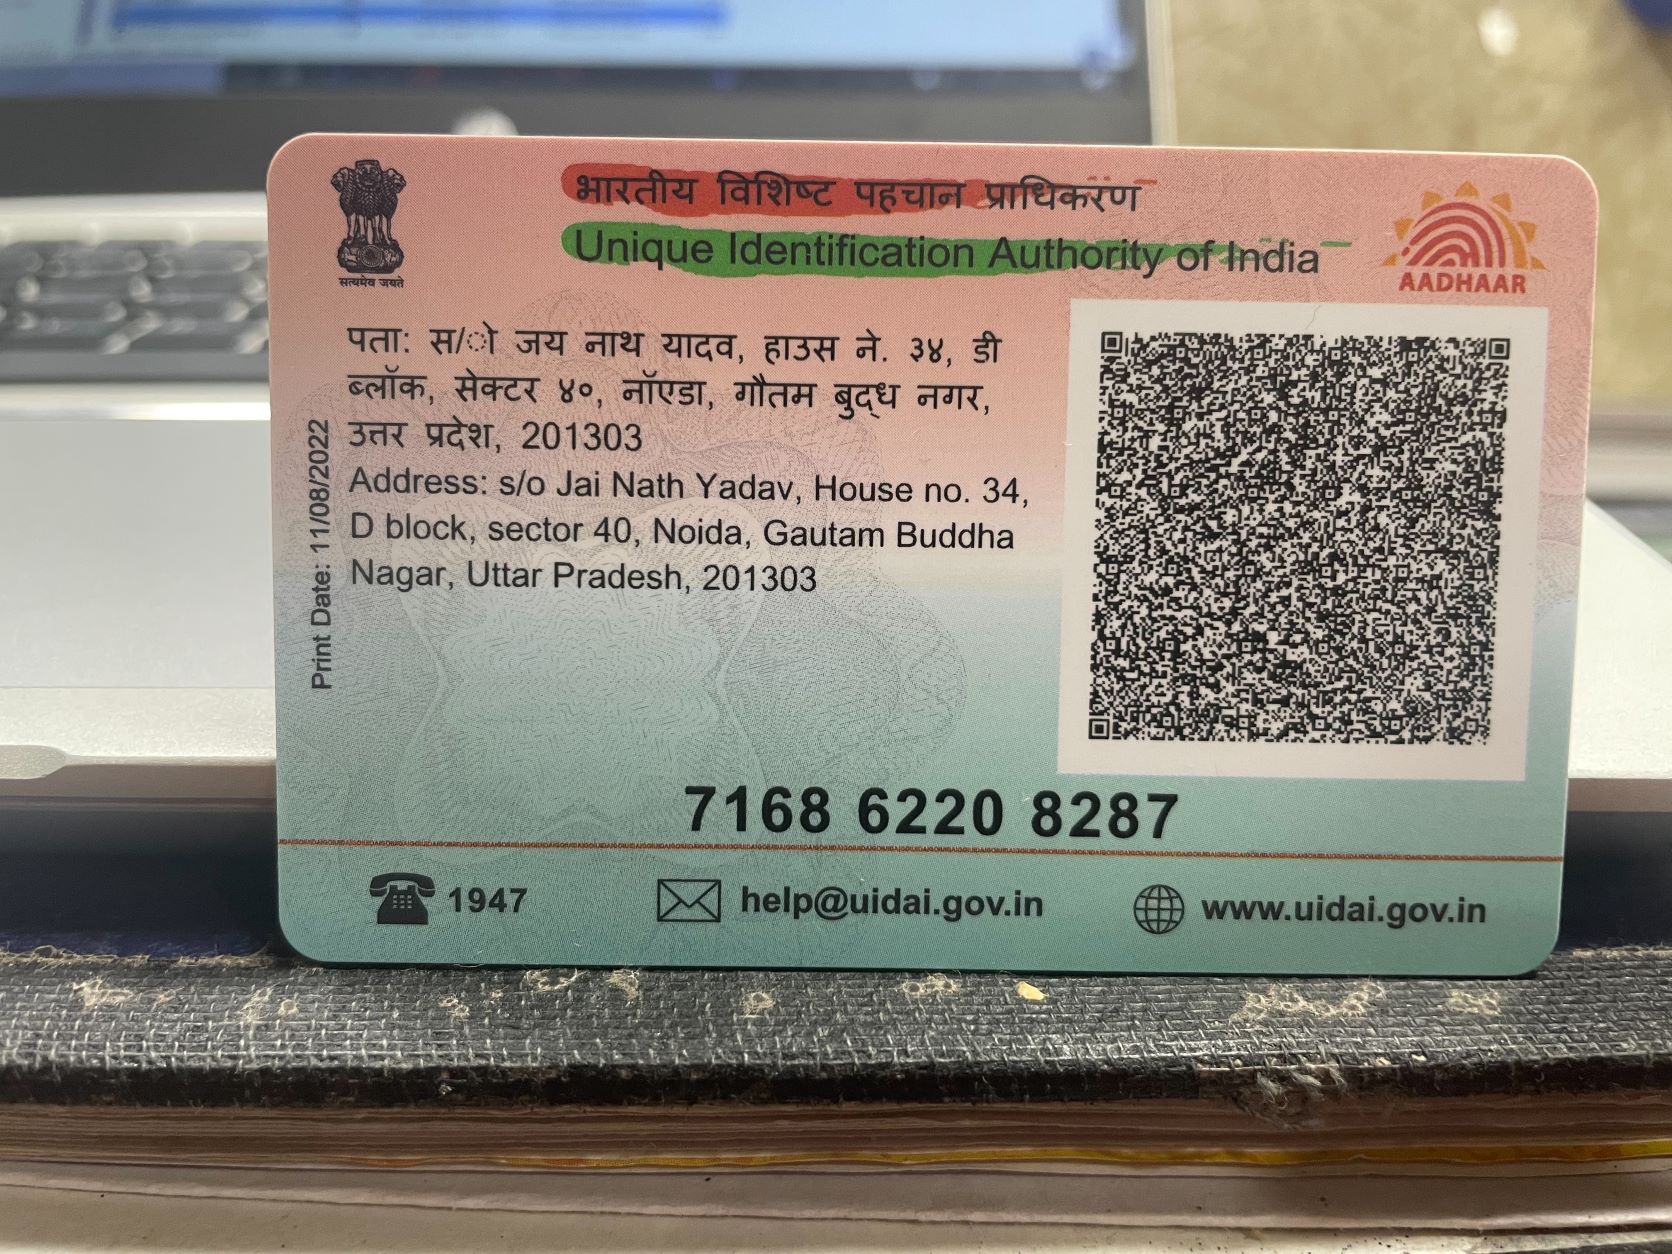 भारतीय विशिष्ट पहचान प्राधिकरण
Unique Identification Authority of India
सत्यमेव जयते
AADHAAR
पता: स/ो जय नाथ यादव, हाउस ने. ३४, डी
ब्लॉक, सेक्टर ४०, नॉएडा, गौतम बुद्ध नगर,
उत्तर प्रदेश, 201303
Address: s/o Jai Nath Yadav, House no. 34,
D block, sector 40, Noida, Gautam Buddha
Nagar, Uttar Pradesh, 201303
Print Date: 11/08/2022
7168 6220 8287
1947
help@uidai.gov.in
www.uidai.gov.in